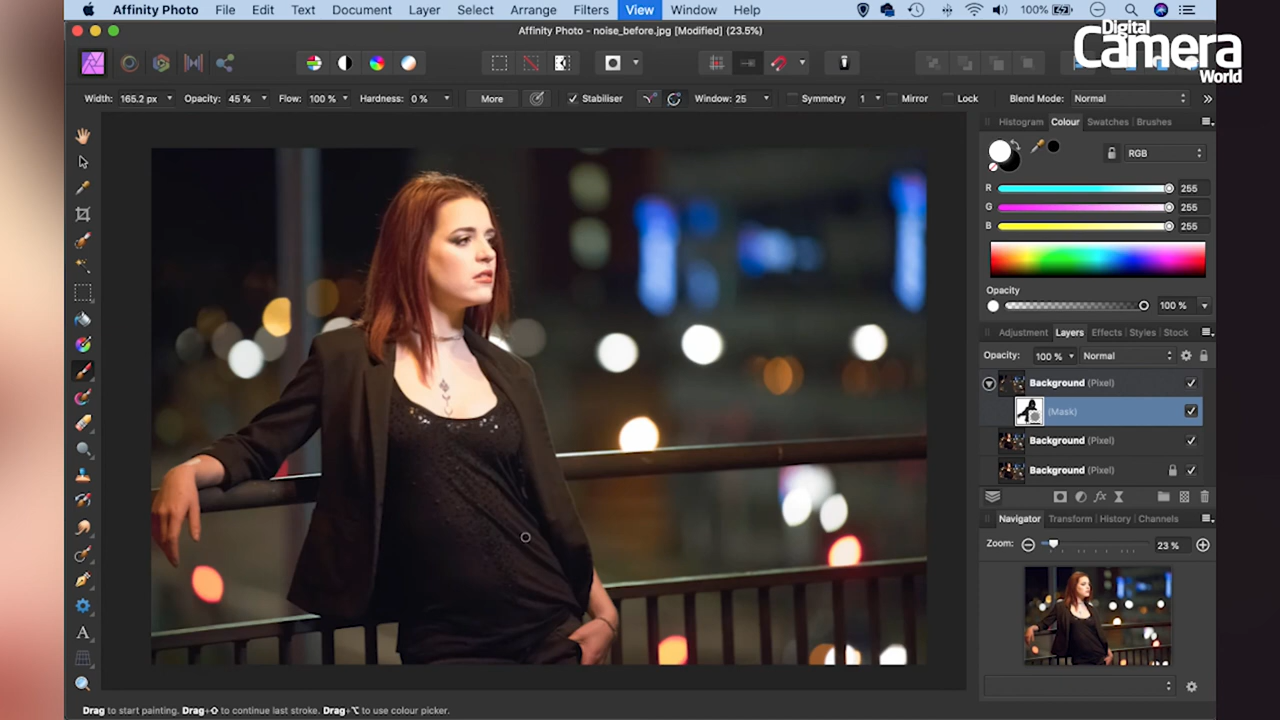 Affinity Photo File Edit Text Document Layer Select Arrange Filters View Window Help 100%
Affinity Photo - noise_before.jpg [Modified] (23.5%)
Digital
Camera
World
Width: 165.2 px Opacity: 45 % Flow: 100 % Hardness: 0 % More Stabiliser Window: 25 Symmetry 1 Mirror Lock Blend Mode: Normal
Histogram Colour Swatches Brushes
RGB
R 255
G 255
B 255
Opacity
100 %
Adjustment Layers Effects Styles Stock
Opacity: 100 % Normal
Background (Pixel)
(Mask)
Background (Pixel)
Background (Pixel)
fx
Navigator Transform History Channels
Zoom: 23 %
A
Digital
Camera
World
Drag to start painting. Drag+⇧ to continue last stroke. Drag+⌥ to use colour picker.